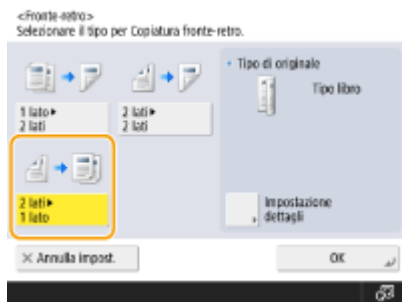 <Fronte-retro>
Selezionare il tipo per Copiatura fronte-retro.
1 lato▸
2 lati
2 lati▸
2 lati
2 lati▸
1 lato
• Tipo di originale
Tipo libro
Impostazione
dettagli
× Annulla impost.
OK